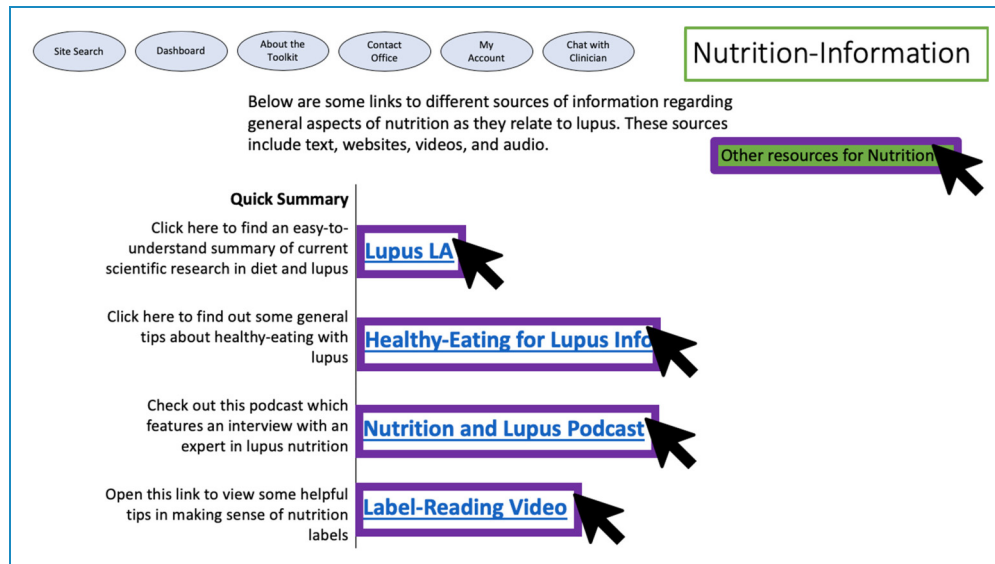 Site Search
Dashboard
About the
Toolkit
Contact
Office
My
Account
Chat with
Clinician
Nutrition-Information
Below are some links to different sources of information regarding
general aspects of nutrition as they relate to lupus. These sources
include text, websites, videos, and audio.
Other resources for Nutrition
Quick Summary
Click here to find an easy-to-
understand summary of current
scientific research in diet and lupus
Lupus LA
Click here to find out some general
tips about healthy-eating with
lupus
Healthy-Eating for Lupus Info
Check out this podcast which
features an interview with an
expert in lupus nutrition
Nutrition and Lupus Podcast
Open this link to view some helpful
tips in making sense of nutrition
labels
Label-Reading Video